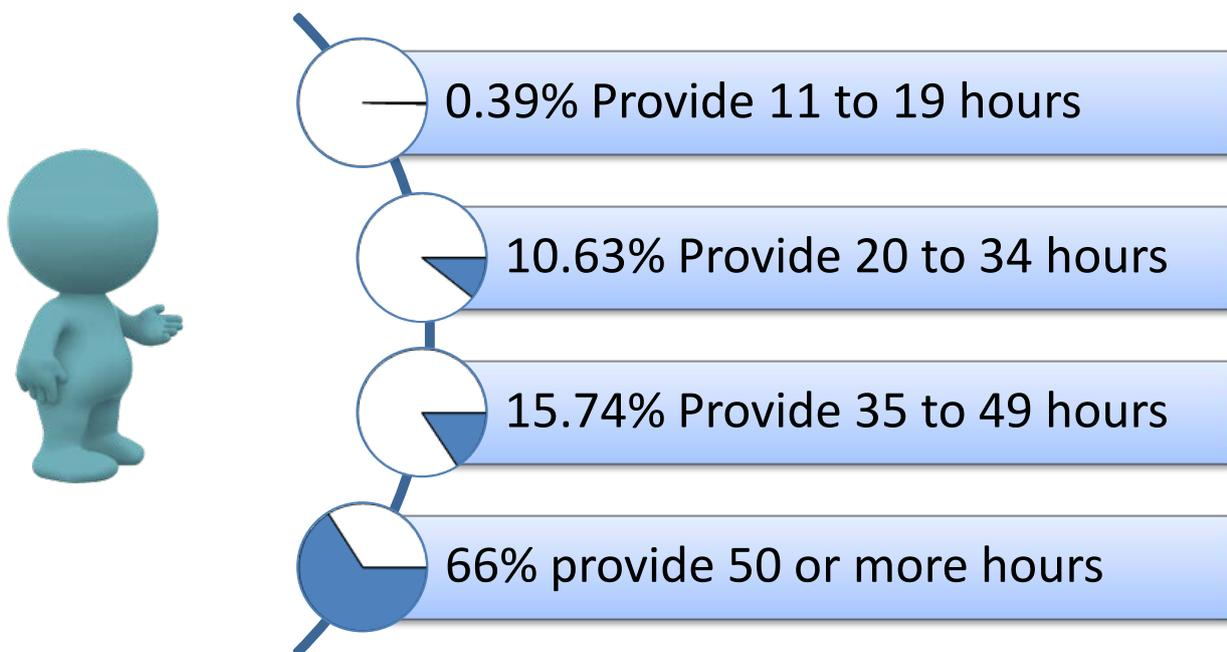 0.39% Provide 11 to 19 hours
10.63% Provide 20 to 34 hours
15.74% Provide 35 to 49 hours
66% provide 50 or more hours